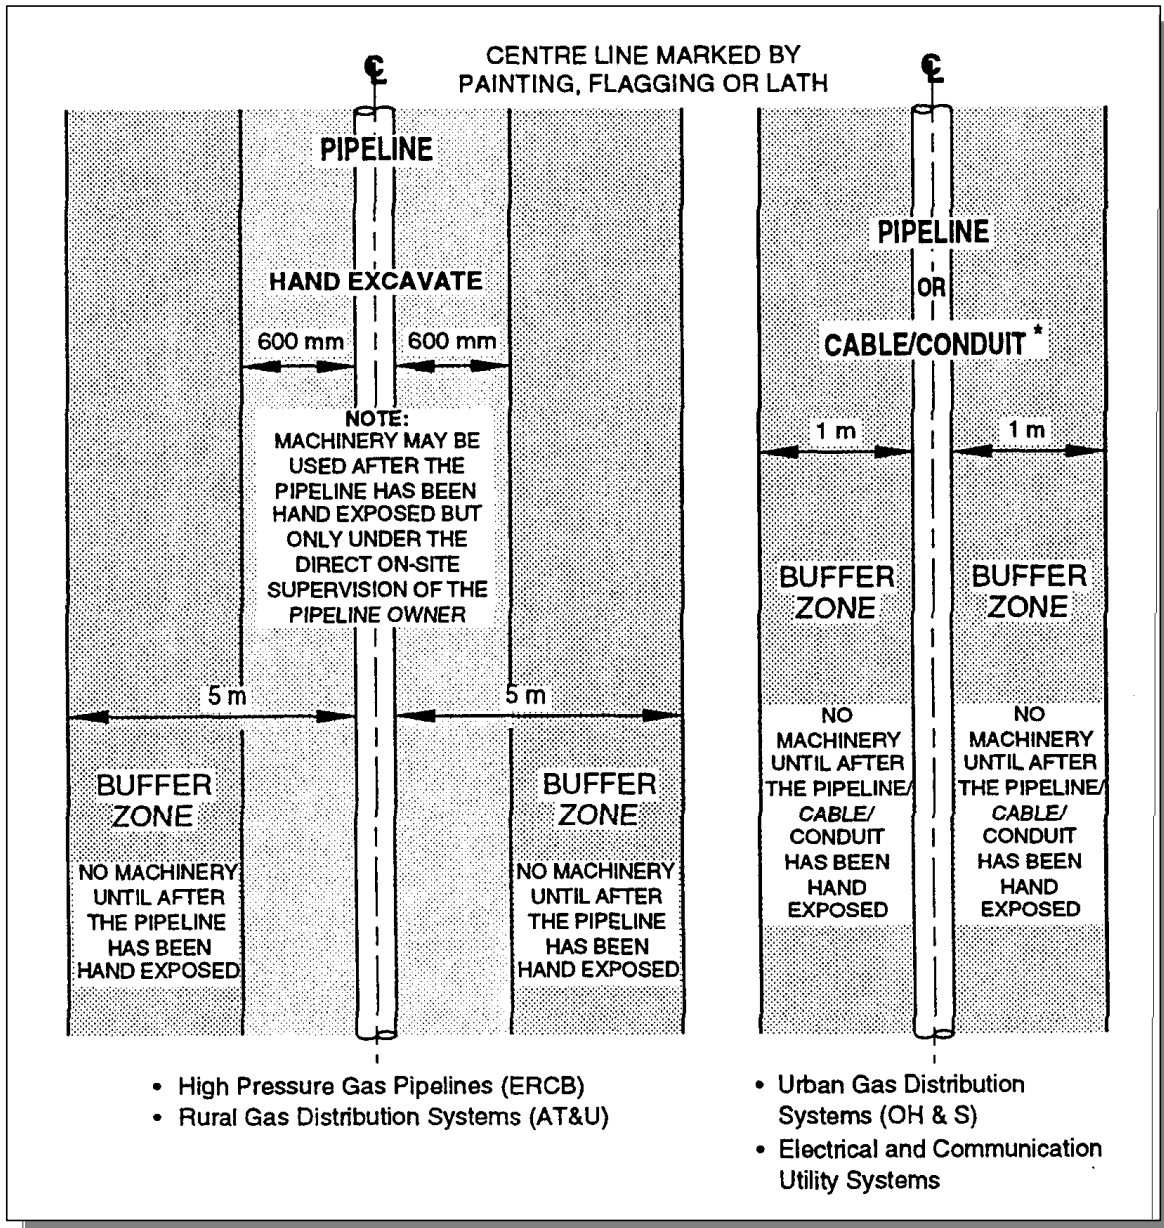 ℄
CENTRE LINE MARKED BY
PAINTING, FLAGGING OR LATH
℄
PIPELINE
HAND EXCAVATE
600 mm
600 mm
NOTE:
MACHINERY MAY BE
USED AFTER THE
PIPELINE HAS BEEN
HAND EXPOSED BUT
ONLY UNDER THE
DIRECT ON-SITE
SUPERVISION OF THE
PIPELINE OWNER
5 m
5 m
BUFFER
ZONE
NO MACHINERY
UNTIL AFTER
THE PIPELINE
HAS BEEN
HAND EXPOSED
BUFFER
ZONE
NO MACHINERY
UNTIL AFTER
THE PIPELINE
HAS BEEN
HAND EXPOSED
• High Pressure Gas Pipelines (ERCB)
• Rural Gas Distribution Systems (AT&U)
PIPELINE
OR
CABLE/CONDUIT *
1 m
1 m
BUFFER
ZONE
BUFFER
ZONE
NO
MACHINERY
UNTIL AFTER
THE PIPELINE/
CABLE/
CONDUIT
HAS BEEN
HAND
EXPOSED
NO
MACHINERY
UNTIL AFTER
THE PIPELINE/
CABLE/
CONDUIT
HAS BEEN
HAND
EXPOSED
• Urban Gas Distribution
Systems (OH & S)
• Electrical and Communication
Utility Systems